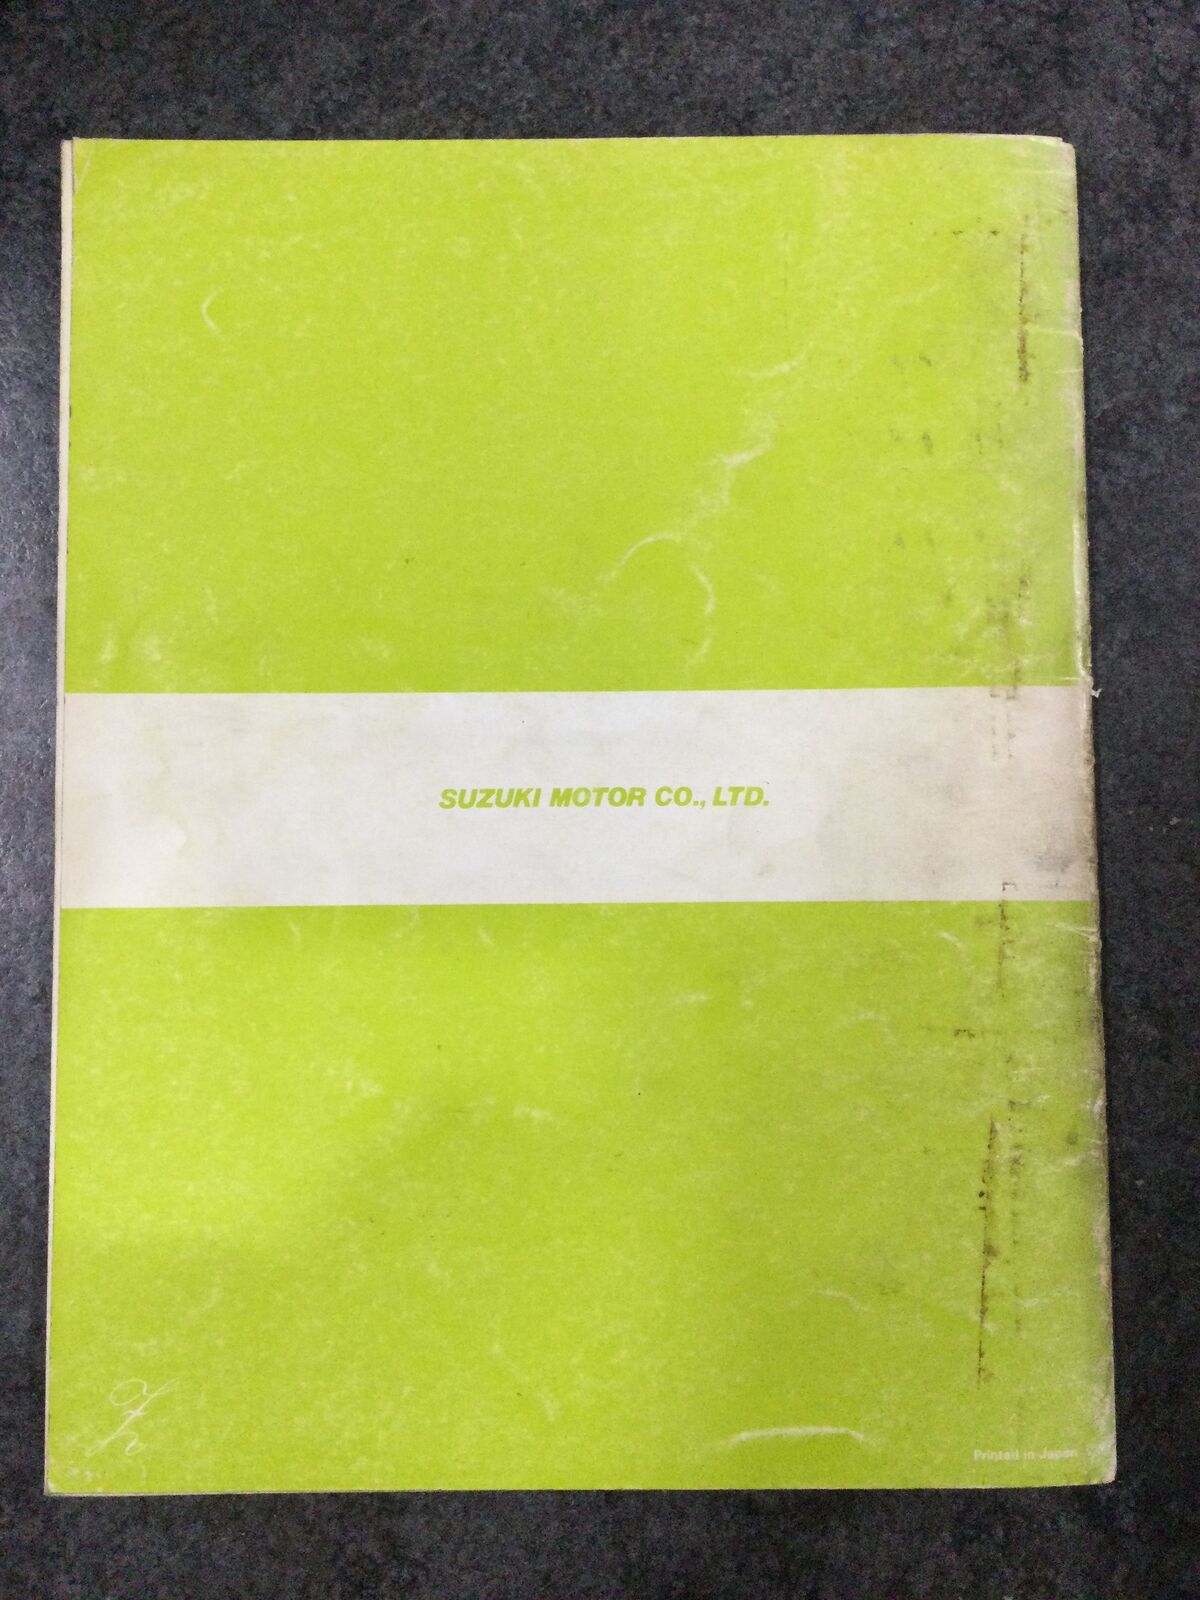 SUZUKI MOTOR CO., LTD.
Printed in Japan